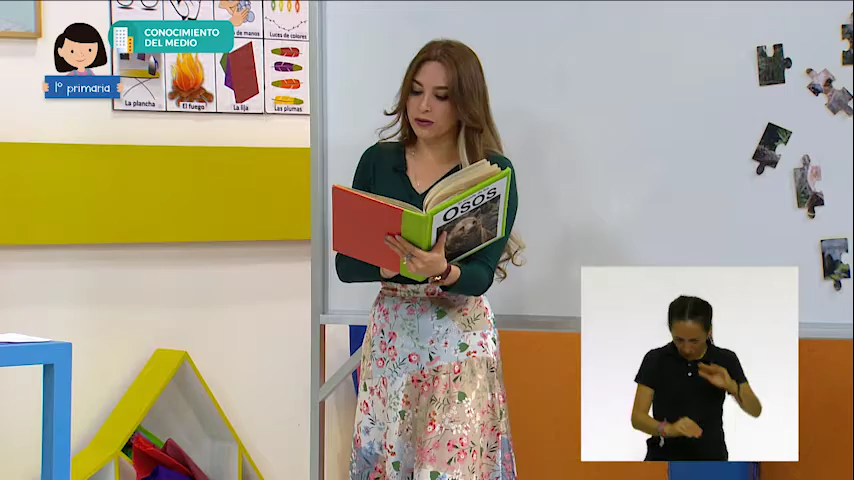 CONOCIMIENTO
DEL MEDIO
1° primaria
de manos
Luces de colores
La plancha
El fuego
La lija
Las plumas
OSOS